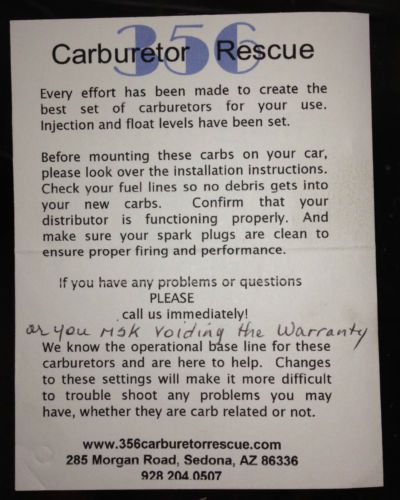 356
Carburetor Rescue
Every effort has been made to create the
best set of carburetors for your use.
Injection and float levels have been set.
Before mounting these carbs on your car,
please look over the installation instructions.
Check your fuel lines so no debris gets into
your new carbs. Confirm that your
distributor is functioning properly. And
make sure your spark plugs are clean to
ensure proper firing and performance.
If you have any problems or questions
PLEASE
call us immediately!
or you risk voiding the Warranty
We know the operational base line for these
carburetors and are here to help. Changes
to these settings will make it more difficult
to trouble shoot any problems you may
have, whether they are carb related or not.
www.356carburetorrescue.com
285 Morgan Road, Sedona, AZ 86336
928 204.0507